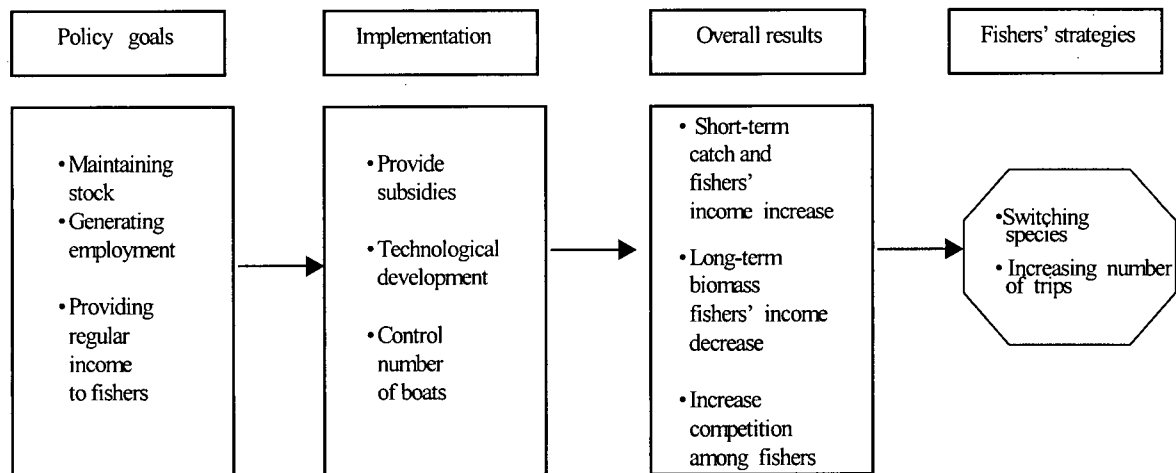 Policy goals
Implementation
Overall results
Fishers' strategies
• Maintaining
stock
• Generating
employment
• Providing
regular
income
to fishers
• Provide
subsidies
• Technological
development
• Control
number
of boats
• Short-term
catch and
fishers'
income increase
• Long-term
biomass
fishers' income
decrease
• Increase
competition
among fishers
• Switching
species
• Increasing number
of trips